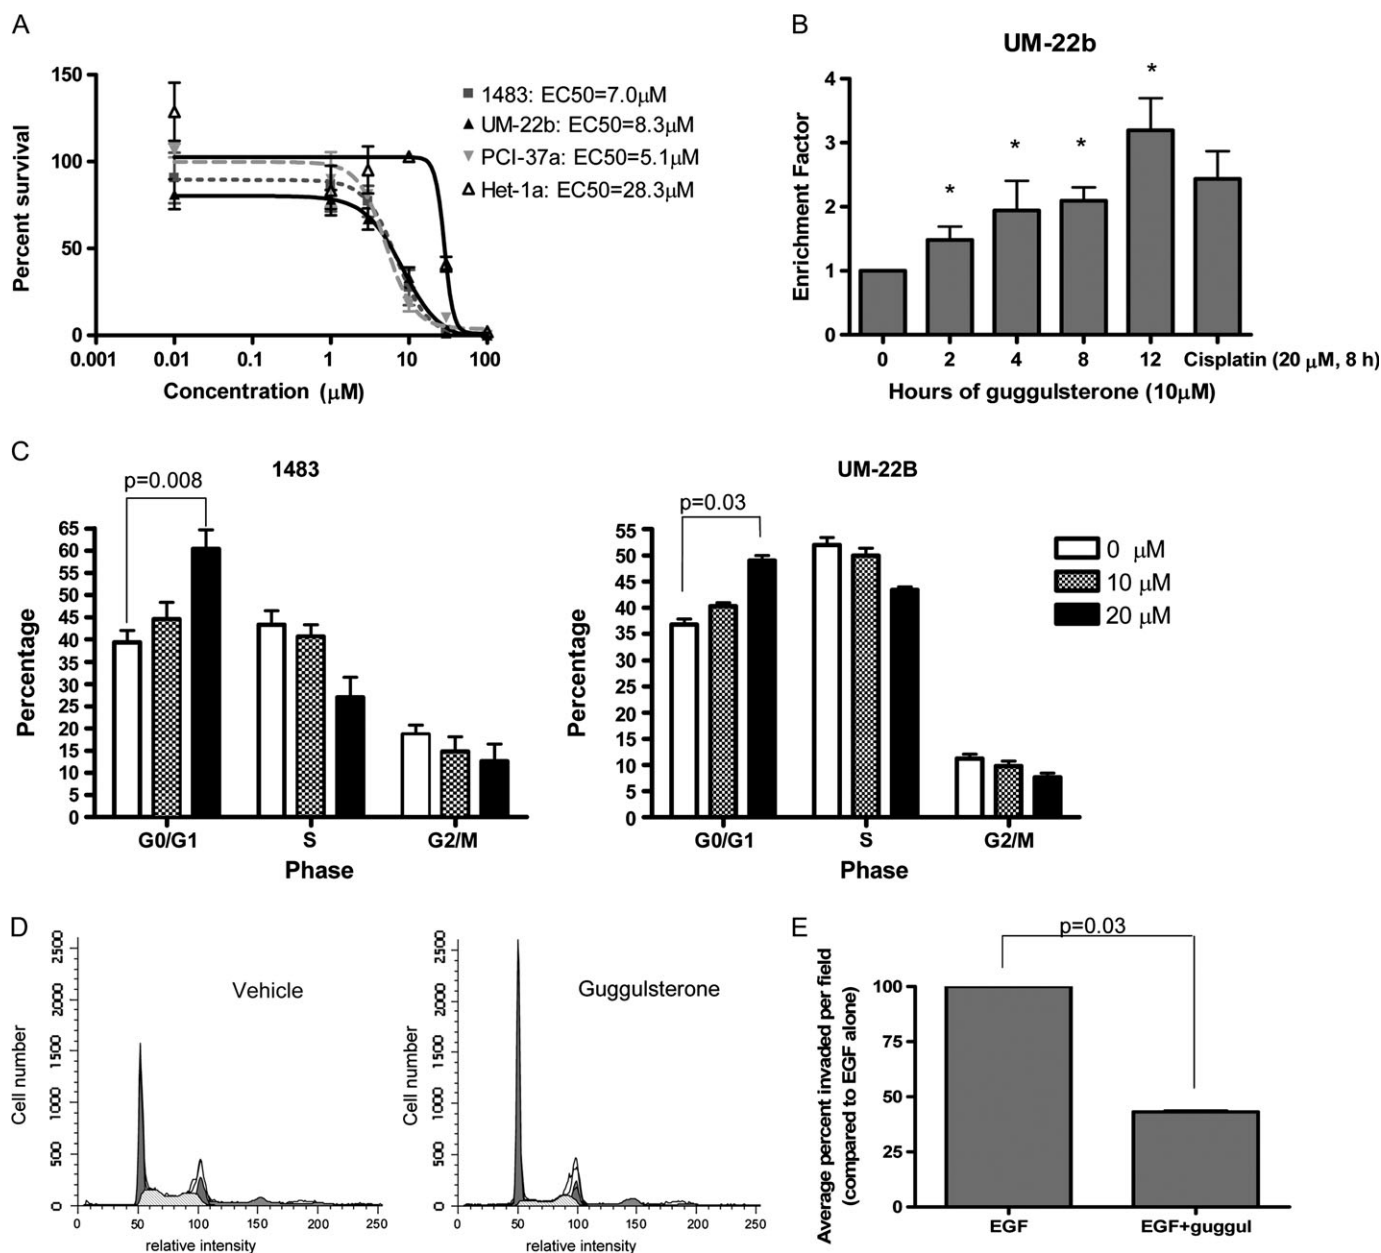 A
Percent survival
150
100
50
0
0.001
0.01
0.1
1
10
100
Concentration (μM)
1483: EC50=7.0μM
UM-22b: EC50=8.3μM
PCI-37a: EC50=5.1μM
Het-1a: EC50=28.3μM
B
UM-22b
Enrichment Factor
4
3
2
1
0
* * * *
0
2
4
8
12
Cisplatin (20 μM, 8 h)
Hours of guggulsterone (10μM)
C
1483
p=0.008
Percentage
65
60
55
50
45
40
35
30
25
20
15
10
5
0
G0/G1
S
G2/M
Phase
UM-22B
p=0.03
Percentage
55
50
45
40
35
30
25
20
15
10
5
0
G0/G1
S
G2/M
Phase
0 μM
10 μM
20 μM
D
Vehicle
Cell number
2500
2000
1500
1000
500
0
0
50
100
150
200
250
relative intensity
Guggulsterone
Cell number
2500
2000
1500
1000
500
0
0
50
100
150
200
250
relative intensity
E
p=0.03
Average percent invaded per field
(compared to EGF alone)
100
75
50
25
0
EGF
EGF+guggul